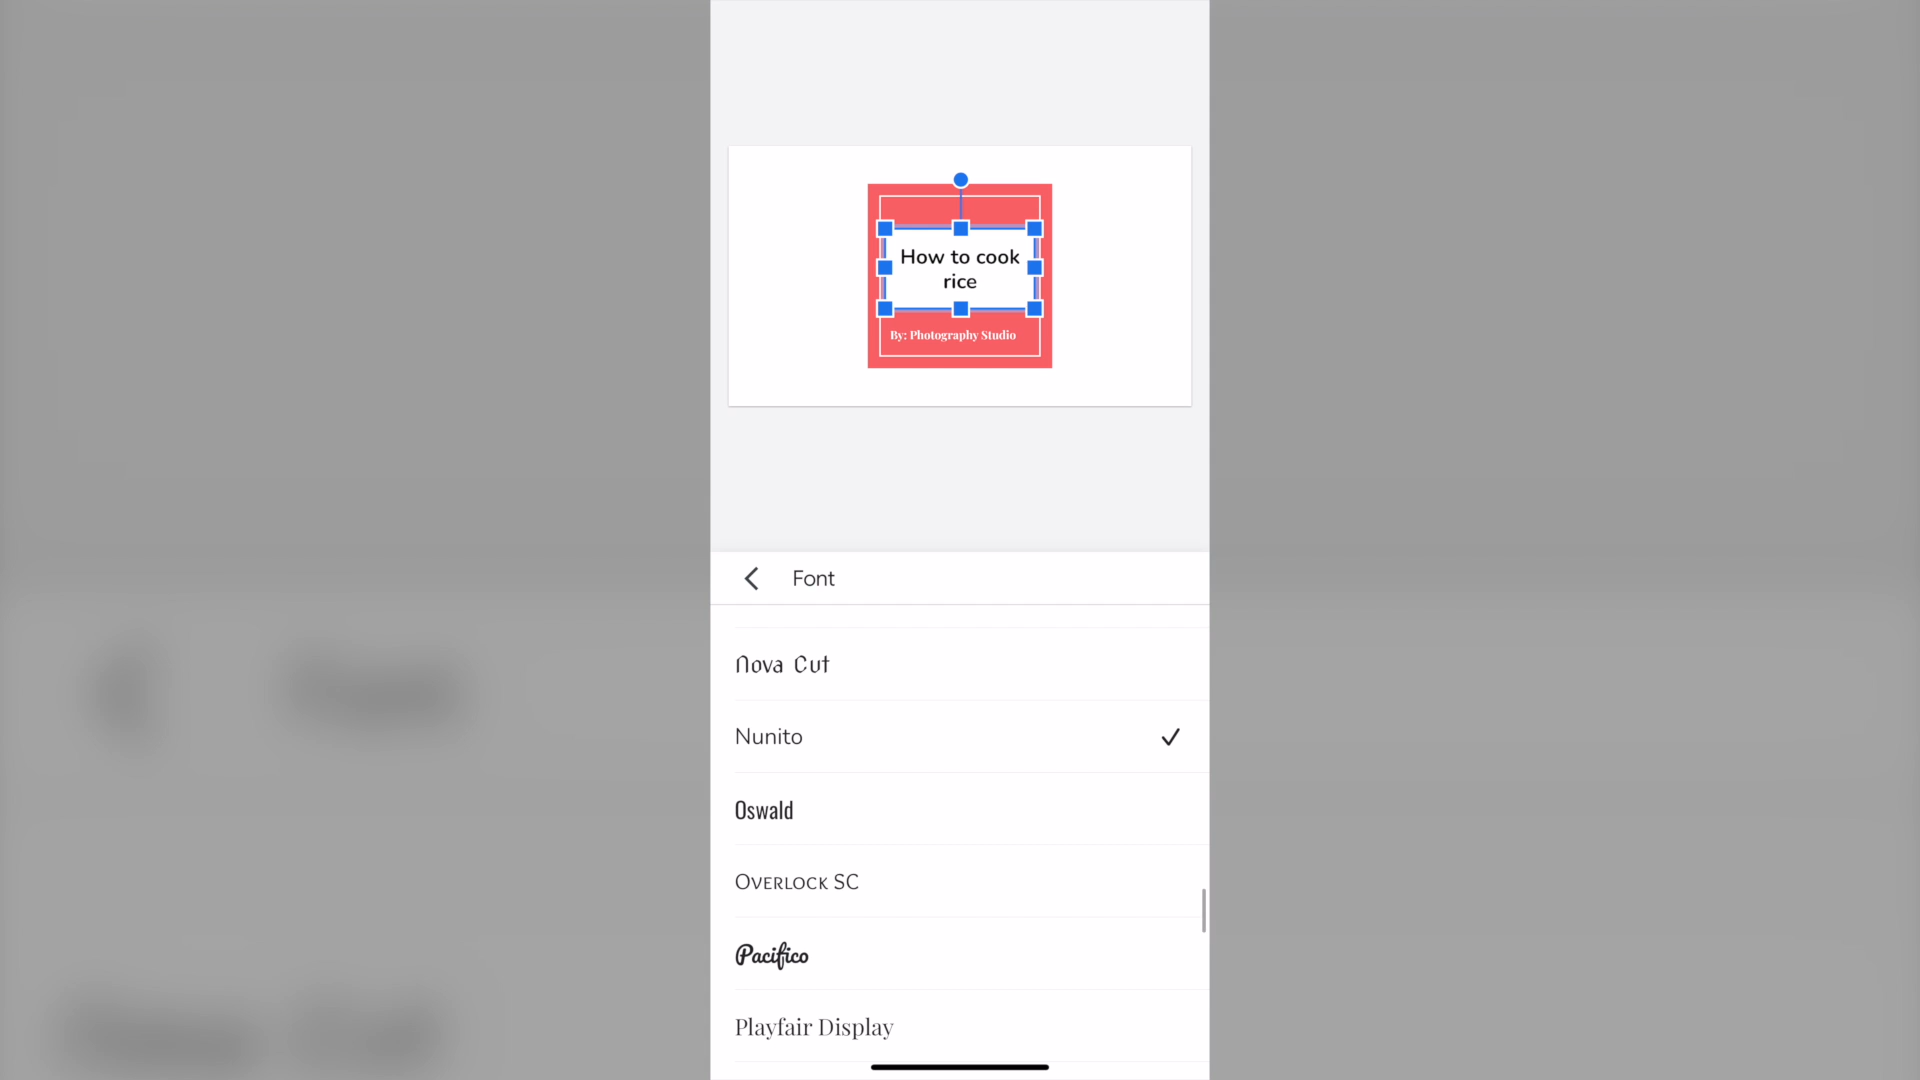 How to cook
rice
By: Photography Studio
Font
Nova Cut
Nunito
Oswald
Overlock SC
Pacifico
Playfair Display